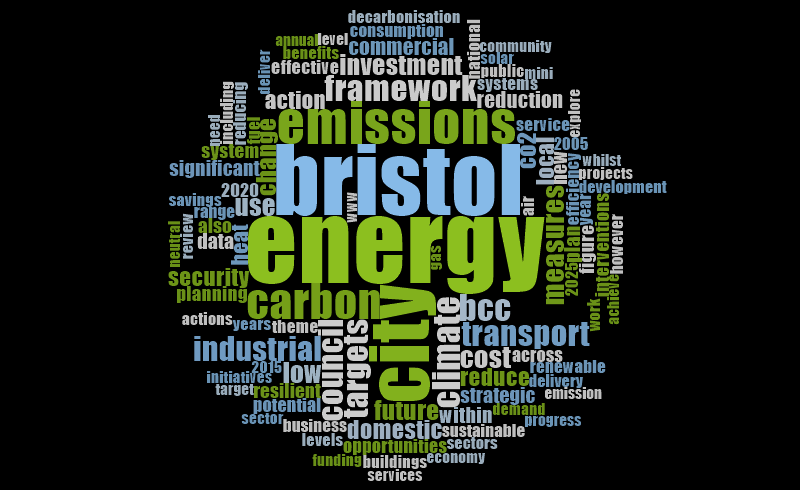 decarbonisation
consumption
annual
level
commercial
national
community
benefits
solar
deliver
effective
investment
public
mini
framework
systems
action
reduction
including
reducing
explore
need
fuel
emissions
service
system
change
co2
local
2005
new
whilst
significant
bristol
efficiency
projects
2020
development
savings
use
www
air
year
range
measures
interventions
neutral
review
also
data
heat
energy
gas
plan
figure
however
security
2025
planning
carbon
city
climate
bcc
work
achieve
actions
years
theme
council
targets
transport
industrial
cost
across
2015
low
renewable
initiatives
reduce
delivery
target
resilient
strategic
emission
potential
future
within
demand
sector
progress
business
domestic
sustainable
levels
opportunities
sectors
funding
buildings
economy
services